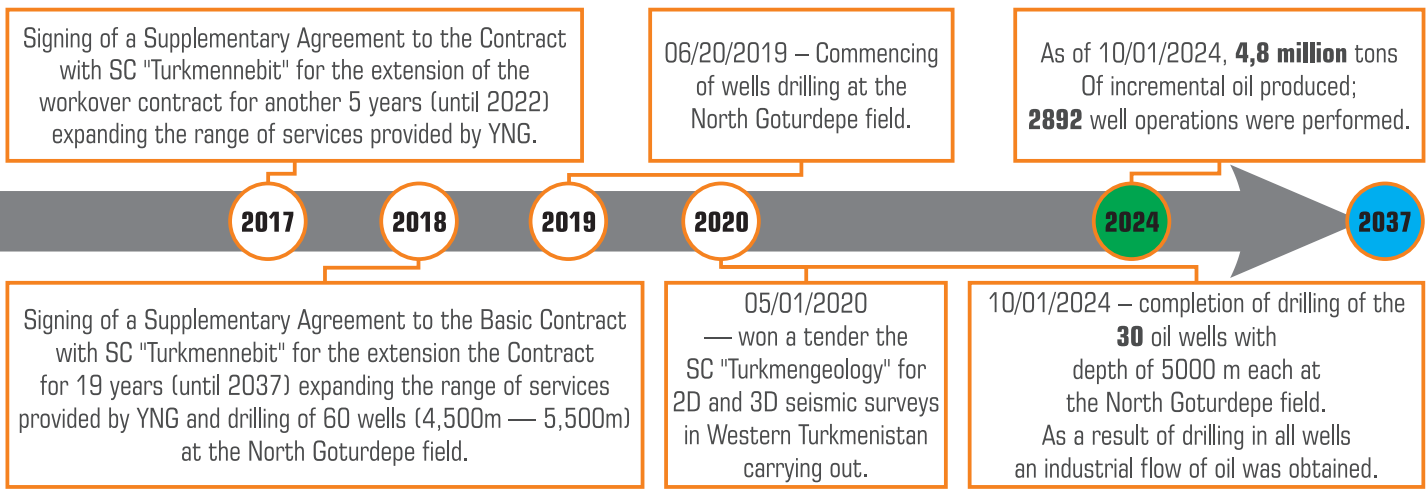 Signing of a Supplementary Agreement to the Contract
with SC "Turkmennebit" for the extension of the
workover contract for another 5 years (until 2022)
expanding the range of services provided by YNG.
06/20/2019 – Commencing
of wells drilling at the
North Goturdepe field.
As of 10/01/2024, 4,8 million tons
Of incremental oil produced;
2892 well operations were performed.
2017
2018
2019
2020
2024
2037
Signing of a Supplementary Agreement to the Basic Contract
with SC "Turkmennebit" for the extension the Contract
for 19 years (until 2037) expanding the range of services
provided by YNG and drilling of 60 wells (4,500m — 5,500m)
at the North Goturdepe field.
05/01/2020
— won a tender the
SC "Turkmengeology" for
2D and 3D seismic surveys
in Western Turkmenistan
carrying out.
10/01/2024 – completion of drilling of the
30 oil wells with
depth of 5000 m each at
the North Goturdepe field.
As a result of drilling in all wells
an industrial flow of oil was obtained.